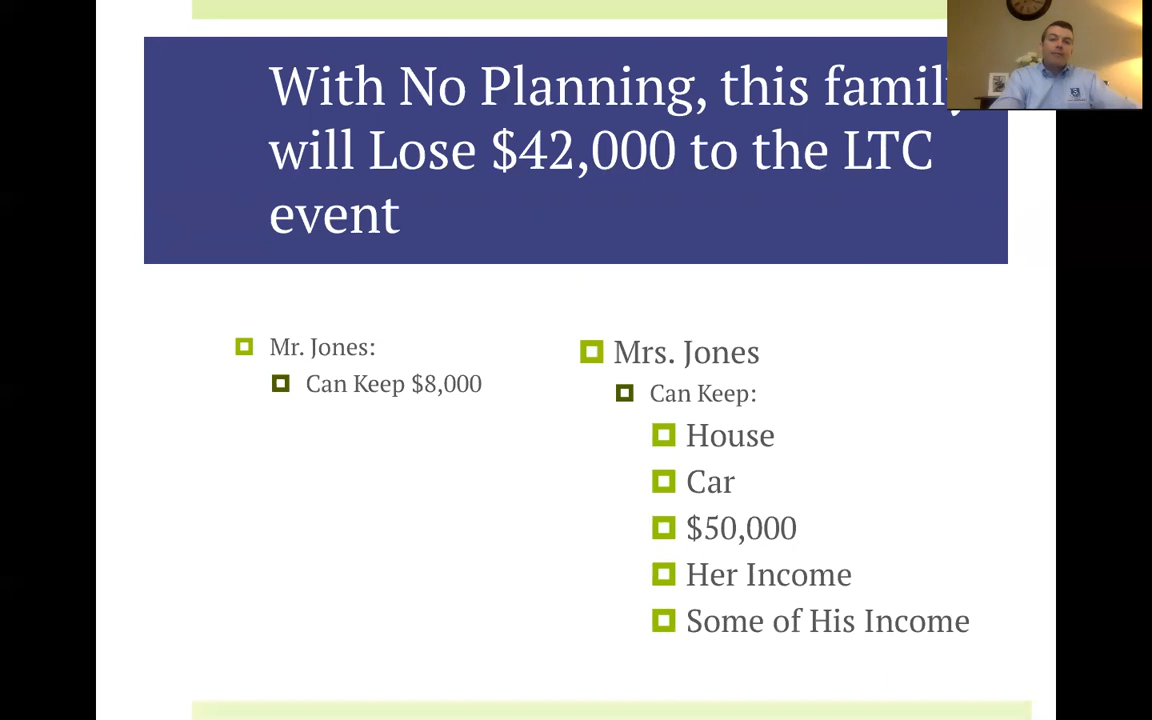 With No Planning, this family
will Lose $42,000 to the LTC
event
Mr. Jones:
Can Keep $8,000
Mrs. Jones
Can Keep:
House
Car
$50,000
Her Income
Some of His Income